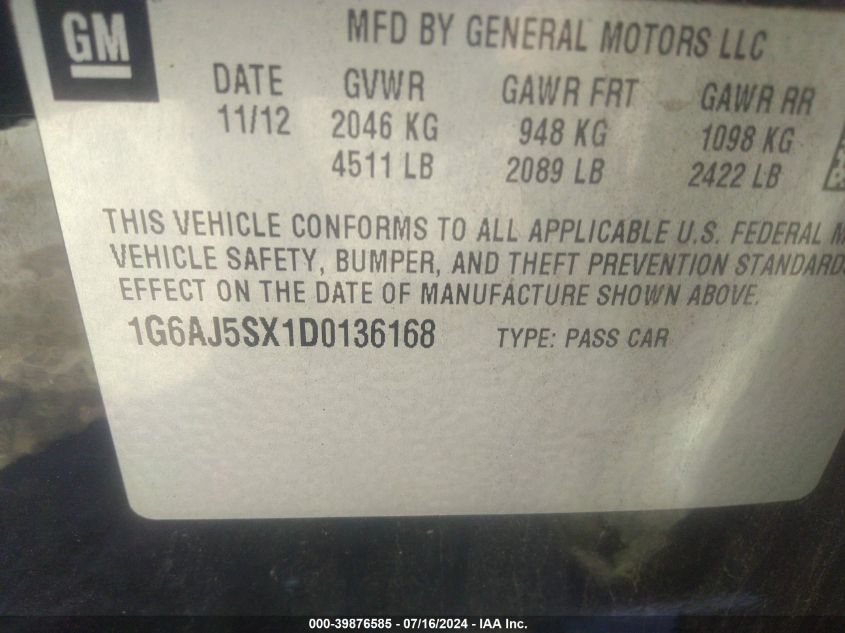 GM
MFD BY GENERAL MOTORS LLC
DATE GVWR GAWR FRT GAWR RR
11/12 2046 KG 948 KG 1098 KG
4511 LB 2089 LB 2422 LB
THIS VEHICLE CONFORMS TO ALL APPLICABLE U.S. FEDERAL M
VEHICLE SAFETY, BUMPER, AND THEFT PREVENTION STANDARD
EFFECT ON THE DATE OF MANUFACTURE SHOWN ABOVE.
1G6AJ5SX1D0136168 TYPE: PASS CAR
000-39876585 - 07/16/2024 - IAA Inc.